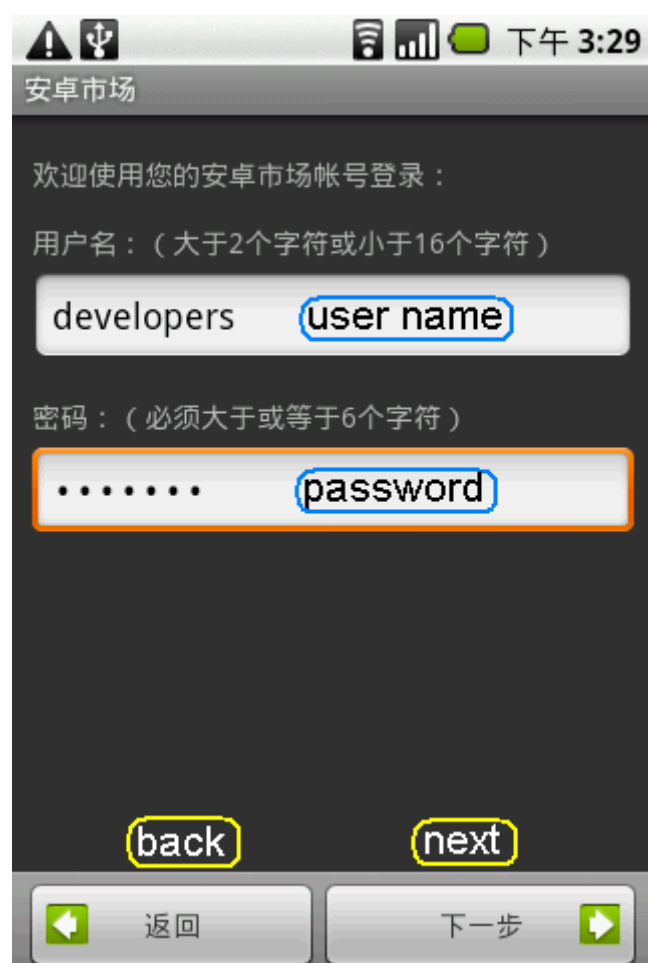 下午 3:29
安卓市场
欢迎使用您的安卓市场帐号登录：
用户名：（大于2个字符或小于16个字符）
developers user name
密码：（必须大于或等于6个字符）
••••••• password
back next
返回 下一步